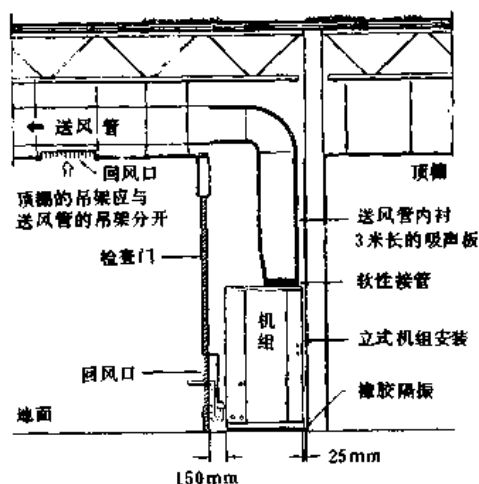 送风管
回风口
顶棚的吊架应与
送风管的吊架分开
顶棚
送风管内衬
3米长的吸声板
检查门
软性接管
机
组
立式机组安装
回风口
橡胶隔振
地面
25mm
150mm